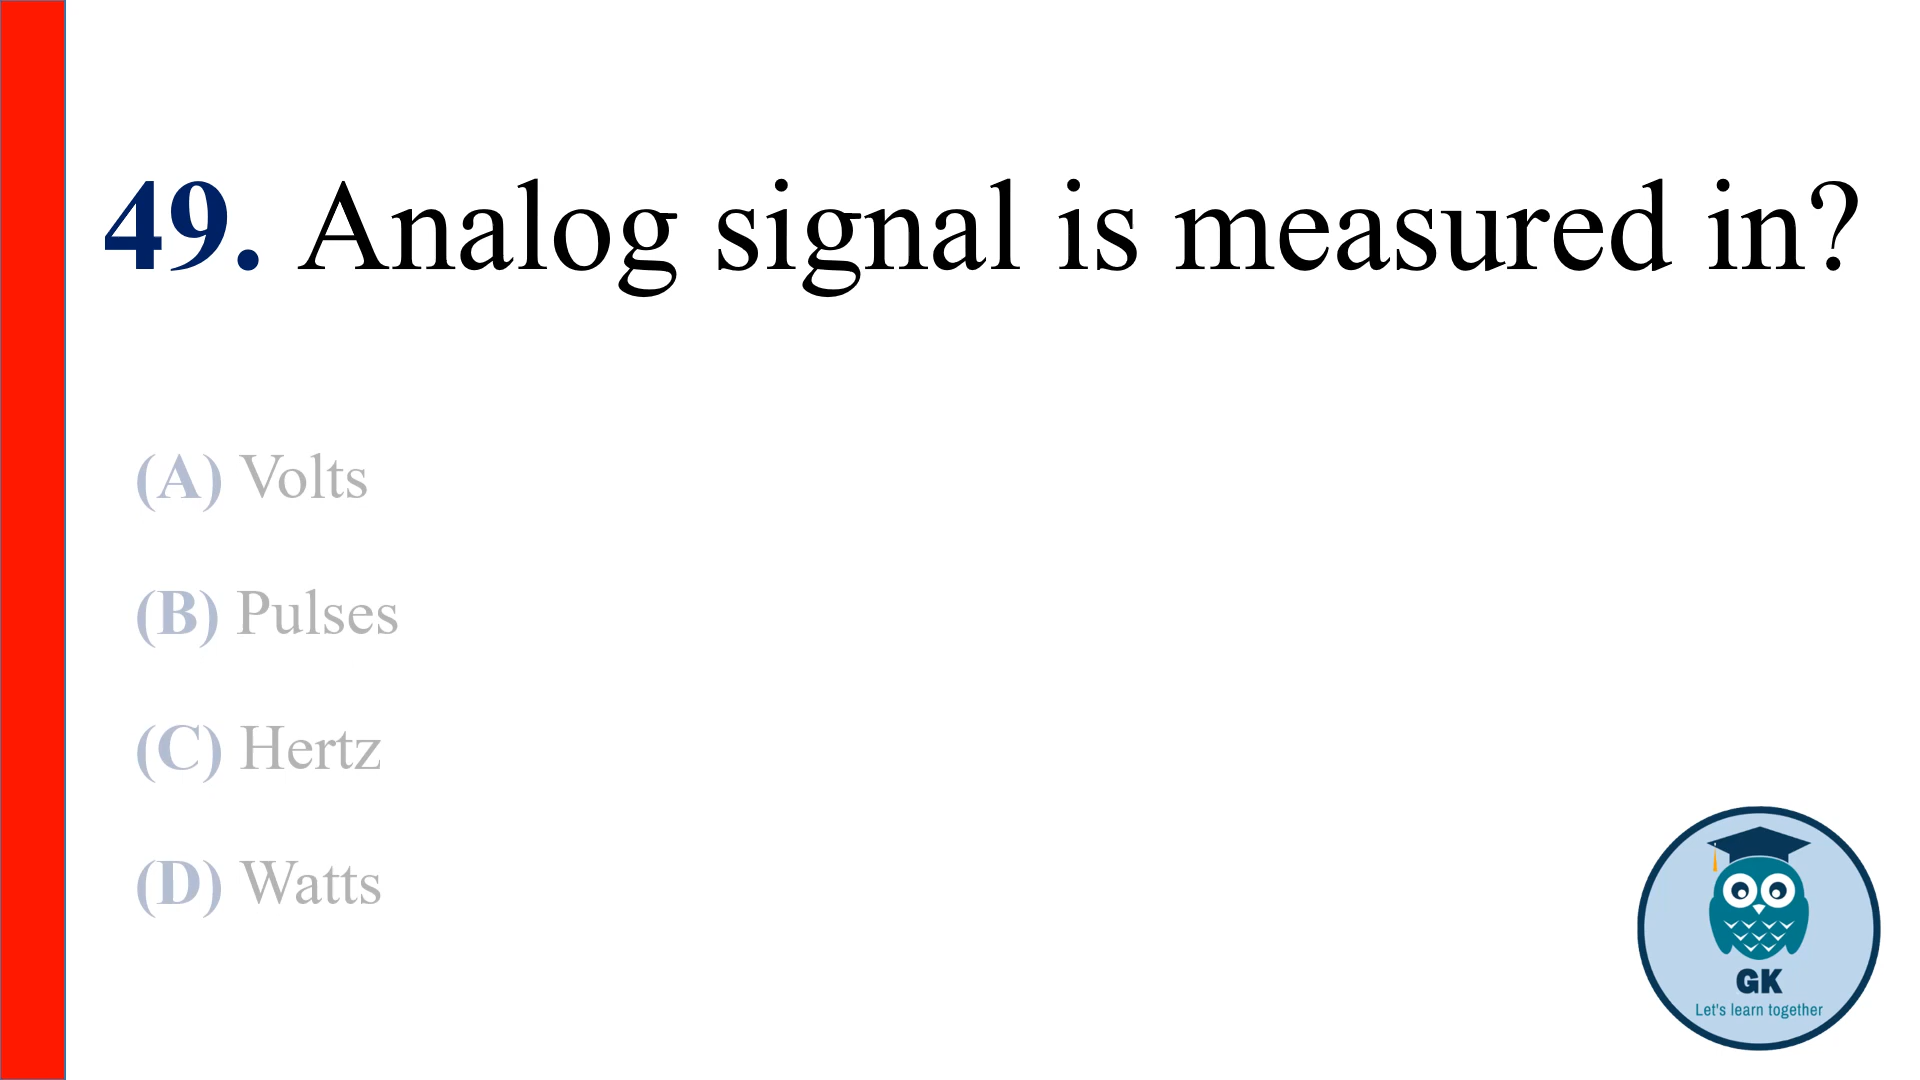 49. Analog signal is measured in?
(A) Volts
(B) Pulses
(C) Hertz
(D) Watts
GK
Let's learn together